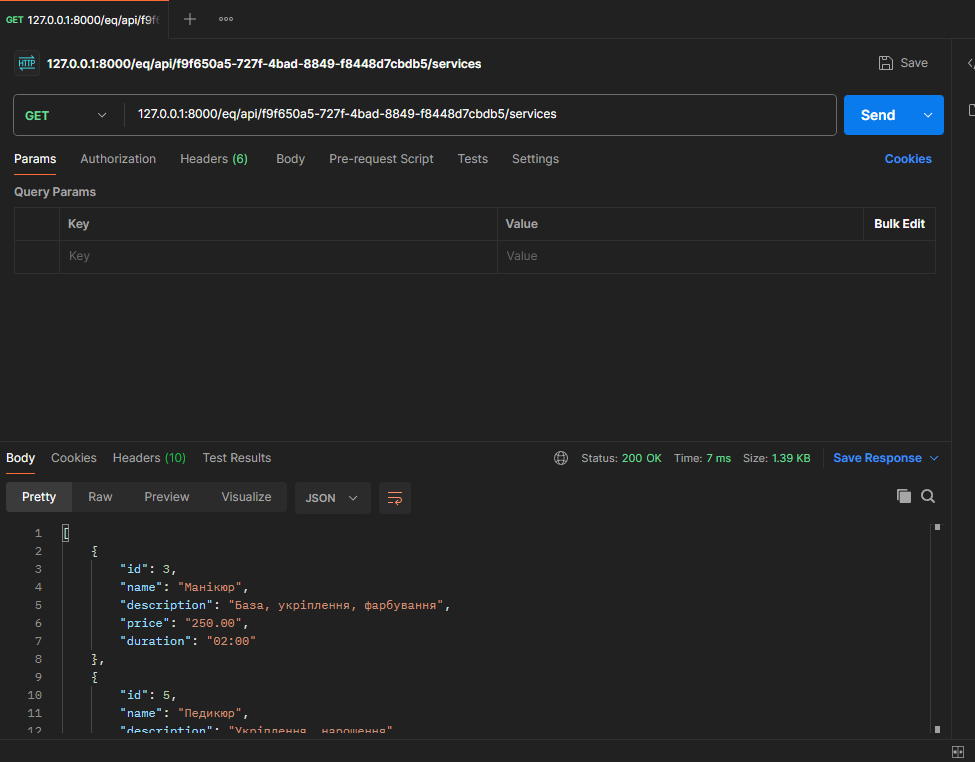 GET 127.0.0.1:8000/eq/api/f9f6
127.0.0.1:8000/eq/api/f9f650a5-727f-4bad-8849-f8448d7cbdb5/services
Save
GET 127.0.0.1:8000/eq/api/f9f650a5-727f-4bad-8849-f8448d7cbdb5/services
Send
Params Authorization Headers (6) Body Pre-request Script Tests Settings Cookies
Query Params
Key Value Bulk Edit
Key Value
Body Cookies Headers (10) Test Results Status: 200 OK Time: 7 ms Size: 1.39 KB Save Response
Pretty Raw Preview Visualize JSON
1 [
2 {
3 "id": 3,
4 "name": "Манікюр",
5 "description": "База, укріплення, фарбування",
6 "price": "250.00",
7 "duration": "02:00"
8 },
9 {
10 "id": 5,
11 "name": "Педикюр",
12 "description": "Укріплення, нарощення"